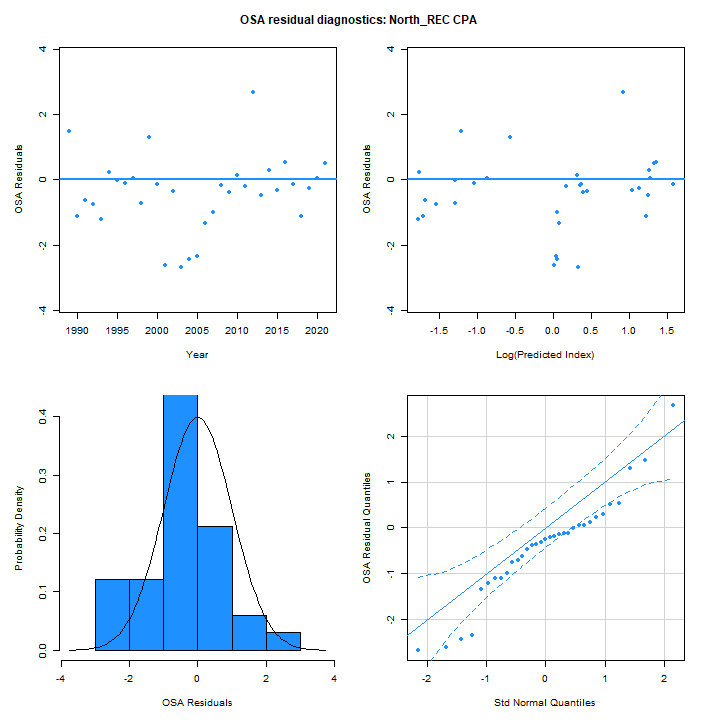 OSA residual diagnostics: North_REC CPA
OSA Residuals
4
2
0
-2
-4
1990 1995 2000 2005 2010 2015 2020
Year
OSA Residuals
4
2
0
-2
-4
-1.5 -1.0 -0.5 0.0 0.5 1.0 1.5
Log(Predicted Index)
Probability Density
0.4
0.3
0.2
0.1
0.0
-4 -2 0 2 4
OSA Residuals
OSA Residual Quantiles
2
1
0
-1
-2
-2 -1 0 1 2
Std Normal Quantiles